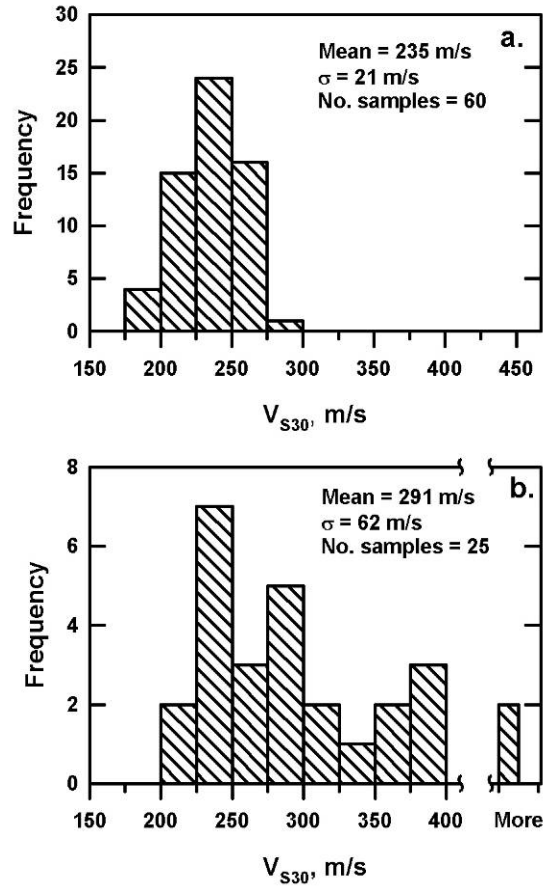 a.
Mean = 235 m/s
σ = 21 m/s
No. samples = 60
Frequency
30
25
20
15
10
5
0
150 200 250 300 350 400 450
V_S30, m/s
b.
Mean = 291 m/s
σ = 62 m/s
No. samples = 25
Frequency
8
6
4
2
0
150 200 250 300 350 400 More
V_S30, m/s